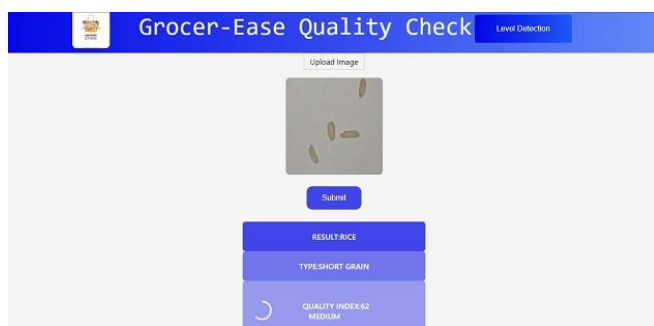 Grocer-Ease Quality Check
Level Detection
Upload Image
Submit
RESULT:RICE
TYPE:SHORT GRAIN
QUALITY INDEX:62
MEDIUM